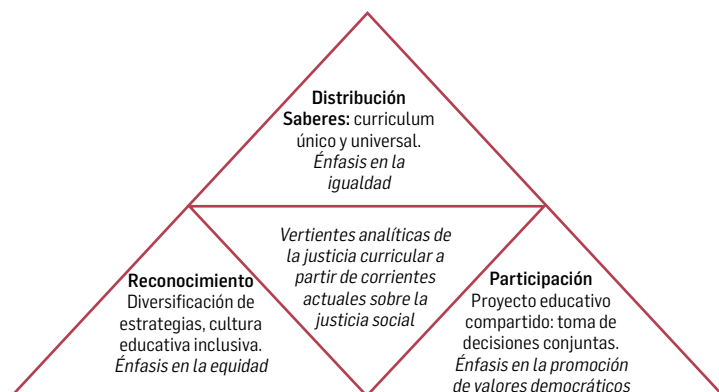 Distribución
Saberes: curriculum
único y universal.
Énfasis en la
igualdad
Vertientes analíticas de
la justicia curricular a
partir de corrientes
actuales sobre la
justicia social
Reconocimiento
Diversificación de
estrategias, cultura
educativa inclusiva.
Énfasis en la equidad
Participación
Proyecto educativo
compartido: toma de
decisiones conjuntas.
Énfasis en la promoción
de valores democráticos